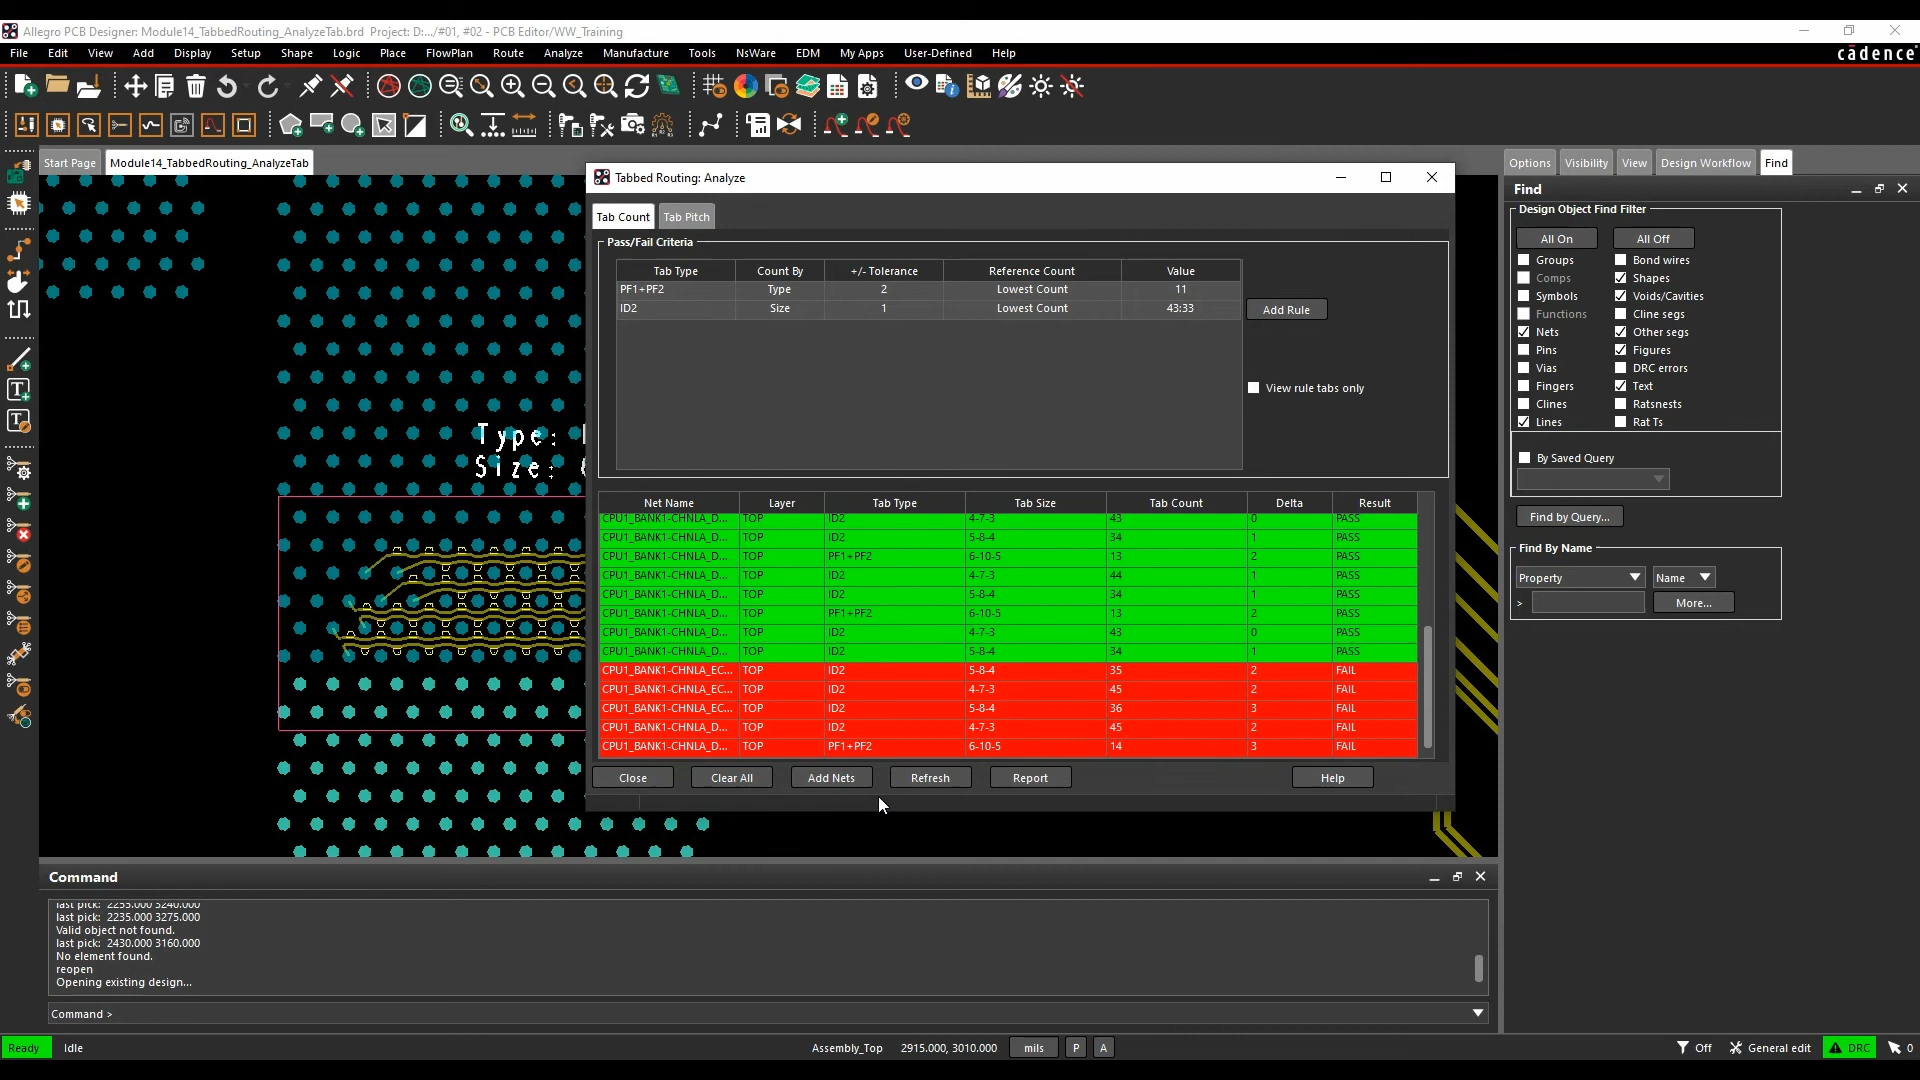 Allegro PCB Designer: Module14_TabbedRouting_AnalyzeTab.brd Project: D:.../#01, #02 - PCB Editor/WW_Training
File Edit View Add Display Setup Shape Logic Place FlowPlan Route Analyze Manufacture Tools NsWare EDM My Apps User-Defined Help
cādence
Start Page Module14_TabbedRouting_AnalyzeTab
Options Visibility View Design Workflow Find
Tabbed Routing: Analyze
Tab Count Tab Pitch
Pass/Fail Criteria
Tab Type Count By +/- Tolerance Reference Count Value
PF1+PF2 Type 2 Lowest Count 11
ID2 Size 1 Lowest Count 43:33
Add Rule
View rule tabs only
Type:
Size:
Net Name Layer Tab Type Tab Size Tab Count Delta Result
CPU1_BANK1-CHNLA_D... TOP ID2 4-7-3 43 0 PASS
CPU1_BANK1-CHNLA_D... TOP ID2 5-8-4 34 1 PASS
CPU1_BANK1-CHNLA_D... TOP PF1+PF2 6-10-5 13 2 PASS
CPU1_BANK1-CHNLA_D... TOP ID2 4-7-3 44 1 PASS
CPU1_BANK1-CHNLA_D... TOP ID2 5-8-4 34 1 PASS
CPU1_BANK1-CHNLA_D... TOP PF1+PF2 6-10-5 13 2 PASS
CPU1_BANK1-CHNLA_D... TOP ID2 4-7-3 43 0 PASS
CPU1_BANK1-CHNLA_D... TOP ID2 5-8-4 34 1 PASS
CPU1_BANK1-CHNLA_EC... TOP ID2 5-8-4 35 2 FAIL
CPU1_BANK1-CHNLA_EC... TOP ID2 4-7-3 45 2 FAIL
CPU1_BANK1-CHNLA_EC... TOP ID2 5-8-4 36 3 FAIL
CPU1_BANK1-CHNLA_D... TOP ID2 4-7-3 45 2 FAIL
CPU1_BANK1-CHNLA_D... TOP PF1+PF2 6-10-5 14 3 FAIL
Close Clear All Add Nets Refresh Report Help
Find
Design Object Find Filter
All On All Off
Groups Bond wires
Comps Shapes
Symbols Voids/Cavities
Functions Cline segs
Nets Other segs
Pins Figures
Vias DRC errors
Fingers Text
Clines Ratsnests
Lines Rat Ts
By Saved Query
Find by Query...
Find By Name
Property Name
> More...
Command
last pick: 2255.000 3240.000
last pick: 2235.000 3275.000
Valid object not found.
last pick: 2430.000 3160.000
No element found.
reopen
Opening existing design...
Command >
Ready Idle Assembly_Top 2915.000, 3010.000 mils P A Off General edit DRC 0